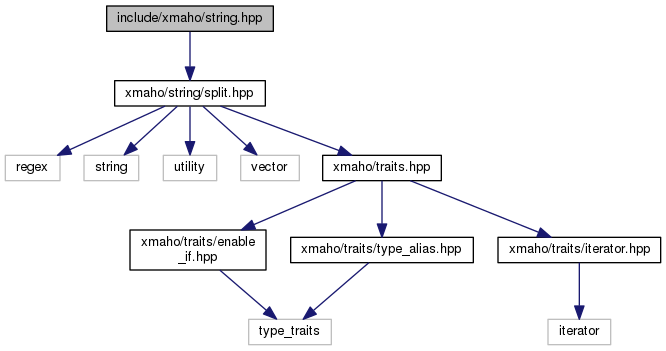 include/xmaho/string.hpp
xmaho/string/split.hpp
regex
string
utility
vector
xmaho/traits.hpp
xmaho/traits/enable
_if.hpp
xmaho/traits/type_alias.hpp
xmaho/traits/iterator.hpp
type_traits
iterator